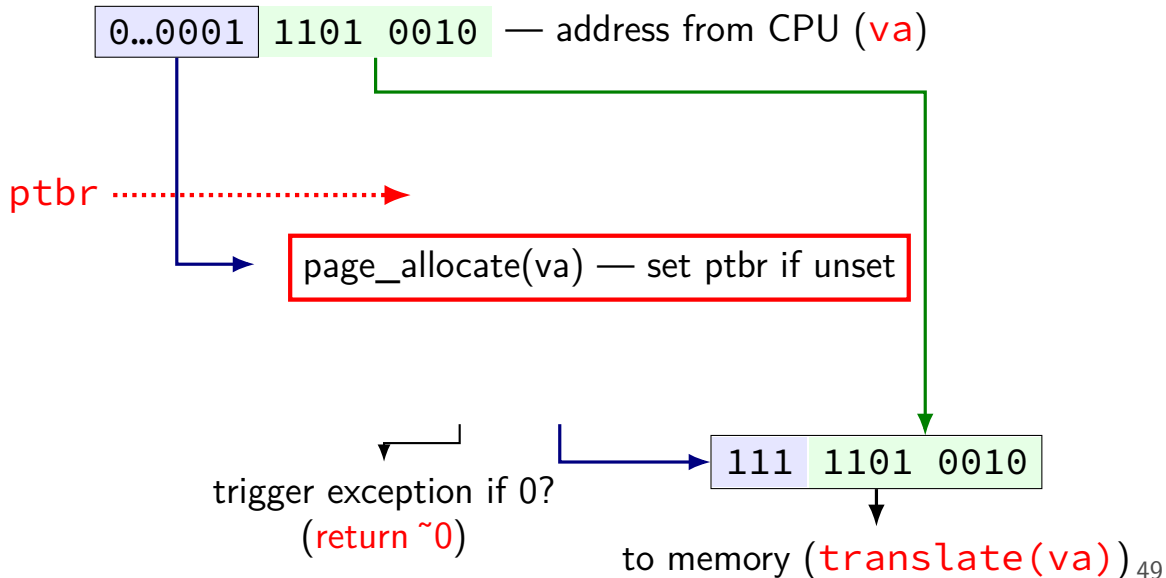 0…0001 1101 0010 — address from CPU (va)
ptbr
page_allocate(va) — set ptbr if unset
111 1101 0010
trigger exception if 0?
(return ~0)
to memory (translate(va))
49